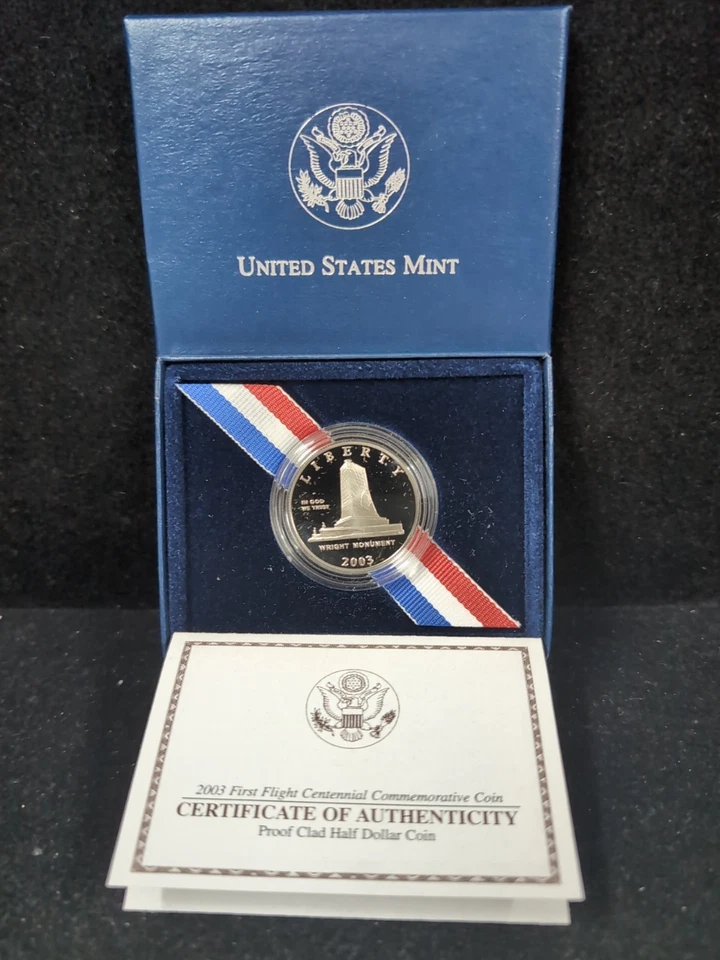 UNITED STATES MINT
LIBERTY
IN GOD
WE TRUST
WRIGHT MONUMENT
2003
2003 First Flight Centennial Commemorative Coin
CERTIFICATE OF AUTHENTICITY
Proof Clad Half Dollar Coin